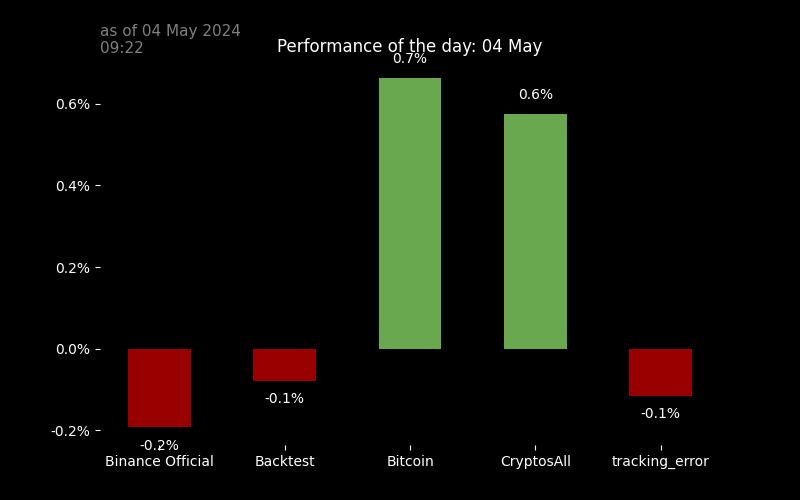 as of 04 May 2024
09:22
Performance of the day: 04 May
0.7%
0.6%
0.6%
0.4%
0.2%
0.0%
-0.1%
-0.1%
-0.2%
-0.2%
Binance Official
Backtest
Bitcoin
CryptosAll
tracking_error